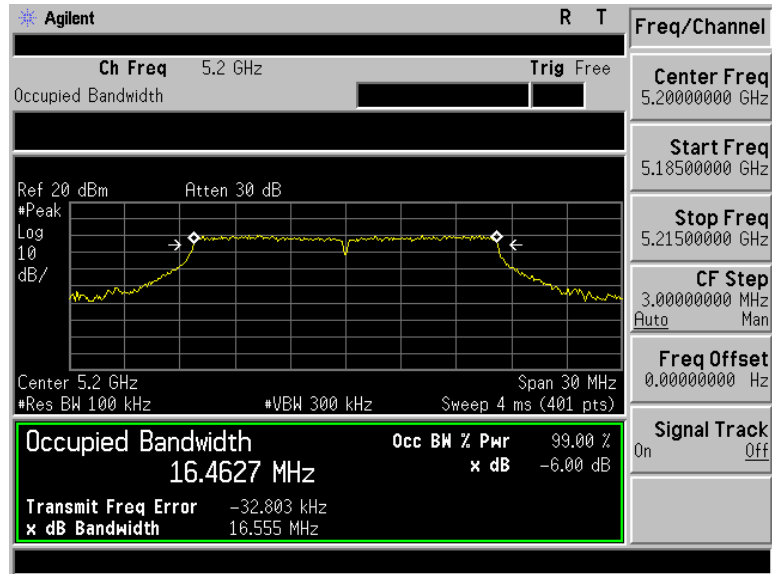 Agilent R T
Ch Freq 5.2 GHz Trig Free
Occupied Bandwidth
Ref 20 dBm Atten 30 dB
#Peak
Log
10
dB/
Center 5.2 GHz Span 30 MHz
#Res BW 100 kHz #VBW 300 kHz Sweep 4 ms (401 pts)
Occupied Bandwidth Occ BW % Pwr 99.00 %
16.4627 MHz x dB -6.00 dB
Transmit Freq Error -32.803 kHz
x dB Bandwidth 16.555 MHz
Freq/Channel
Center Freq
5.20000000 GHz
Start Freq
5.18500000 GHz
Stop Freq
5.21500000 GHz
CF Step
3.00000000 MHz
Auto Man
Freq Offset
0.00000000 Hz
Signal Track
On Off